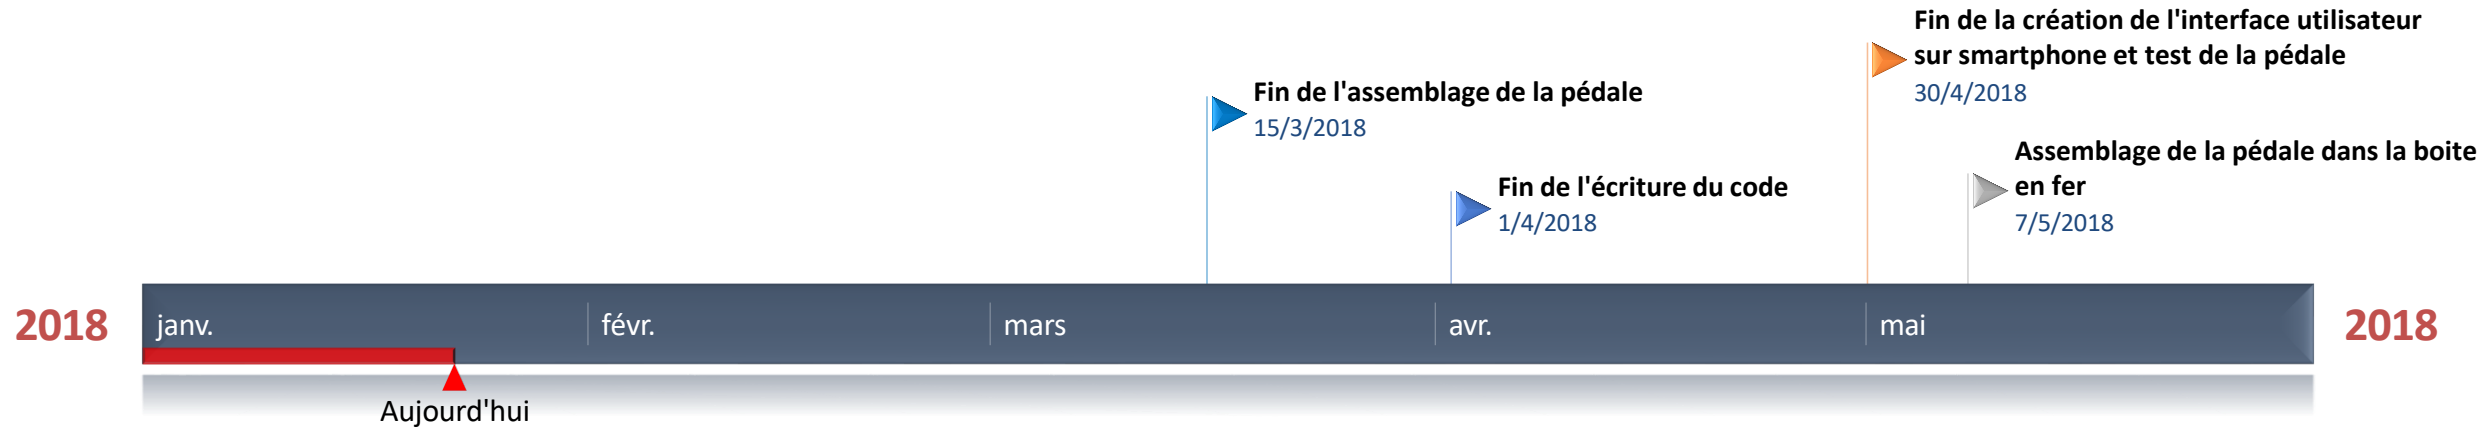 Fin de la création de l'interface utilisateur
sur smartphone et test de la pédale
30/4/2018
Fin de l'assemblage de la pédale
15/3/2018
Assemblage de la pédale dans la boite
en fer
7/5/2018
Fin de l'écriture du code
1/4/2018
2018
janv.
févr.
mars
avr.
mai
2018
Aujourd'hui